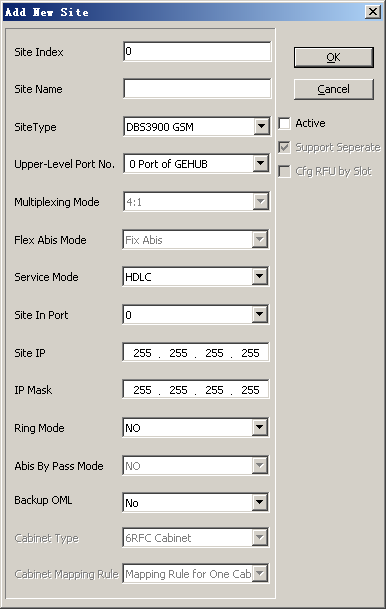 Add New Site
Site Index 0
OK
Site Name
Cancel
SiteType DBS3900 GSM
Active
Support Seperate
Upper-Level Port No. 0 Port of GEHUB
Cfg RFU by Slot
Multiplexing Mode 4:1
Flex Abis Mode Fix Abis
Service Mode HDLC
Site In Port 0
Site IP 255 . 255 . 255 . 255
IP Mask 255 . 255 . 255 . 255
Ring Mode NO
Abis By Pass Mode NO
Backup OML No
Cabinet Type 6RFC Cabinet
Cabinet Mapping Rule Mapping Rule for One Cab